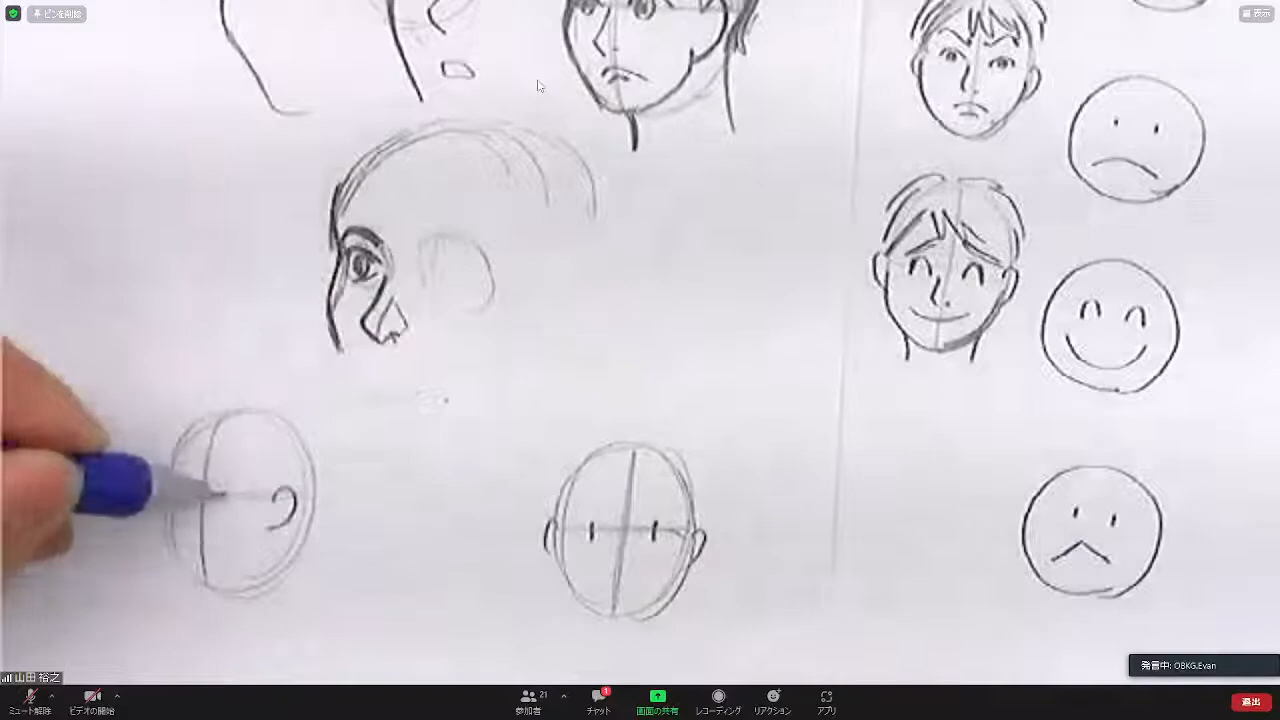 ピンを削除
表示
山田 裕之
発言中: OBKG.Evan
ミュート解除
ビデオの開始
21
参加者
1
チャット
画面の共有
レコーディング
リアクション
アプリ
退出